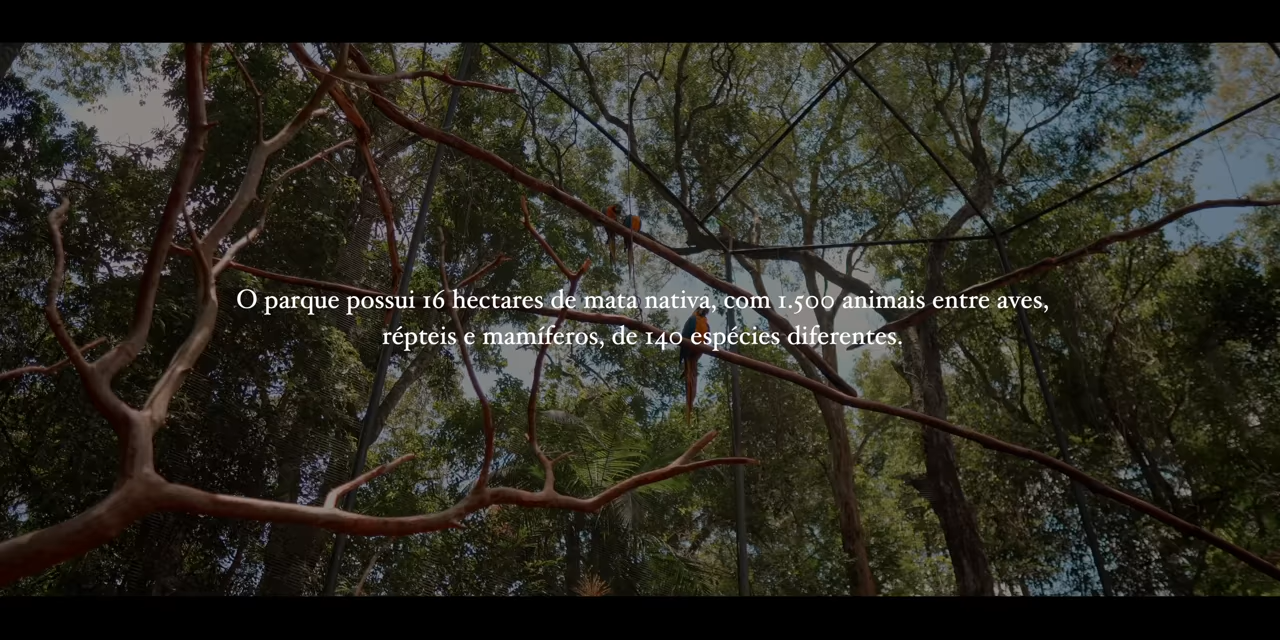 O parque possui 16 hectares de mata nativa, com 1.500 animais entre aves,
répteis e mamíferos, de 140 espécies diferentes.